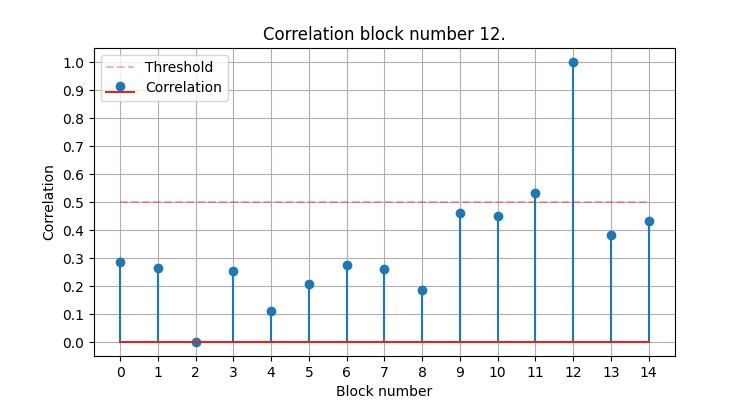 Correlation block number 12.
Threshold
Correlation
Correlation
1.0
0.9
0.8
0.7
0.6
0.5
0.4
0.3
0.2
0.1
0.0
0 1 2 3 4 5 6 7 8 9 10 11 12 13 14
Block number